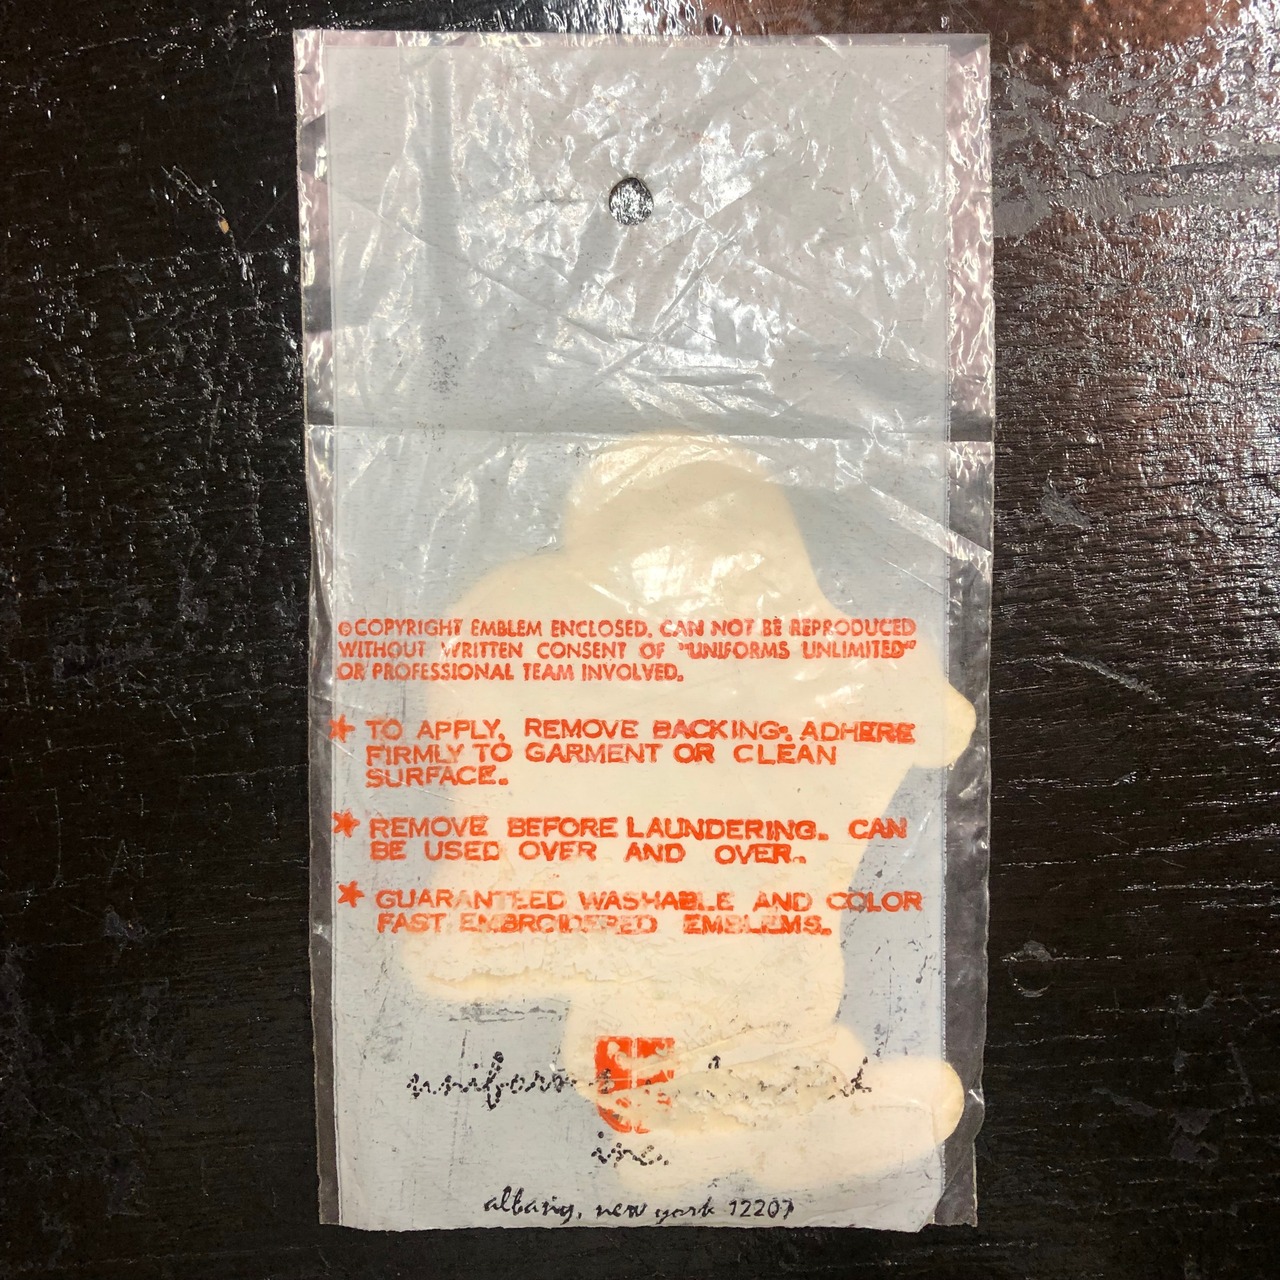 ©COPYRIGHT EMBLEM ENCLOSED. CAN NOT BE REPRODUCED
WITHOUT WRITTEN CONSENT OF "UNIFORMS UNLIMITED"
OR PROFESSIONAL TEAM INVOLVED.
* TO APPLY, REMOVE BACKING. ADHERE
FIRMLY TO GARMENT OR CLEAN
SURFACE.
* REMOVE BEFORE LAUNDERING. CAN
BE USED OVER AND OVER.
* GUARANTEED WASHABLE AND COLOR
FAST EMBROIDERED EMBLEMS.
inc.
albany, new york 12207